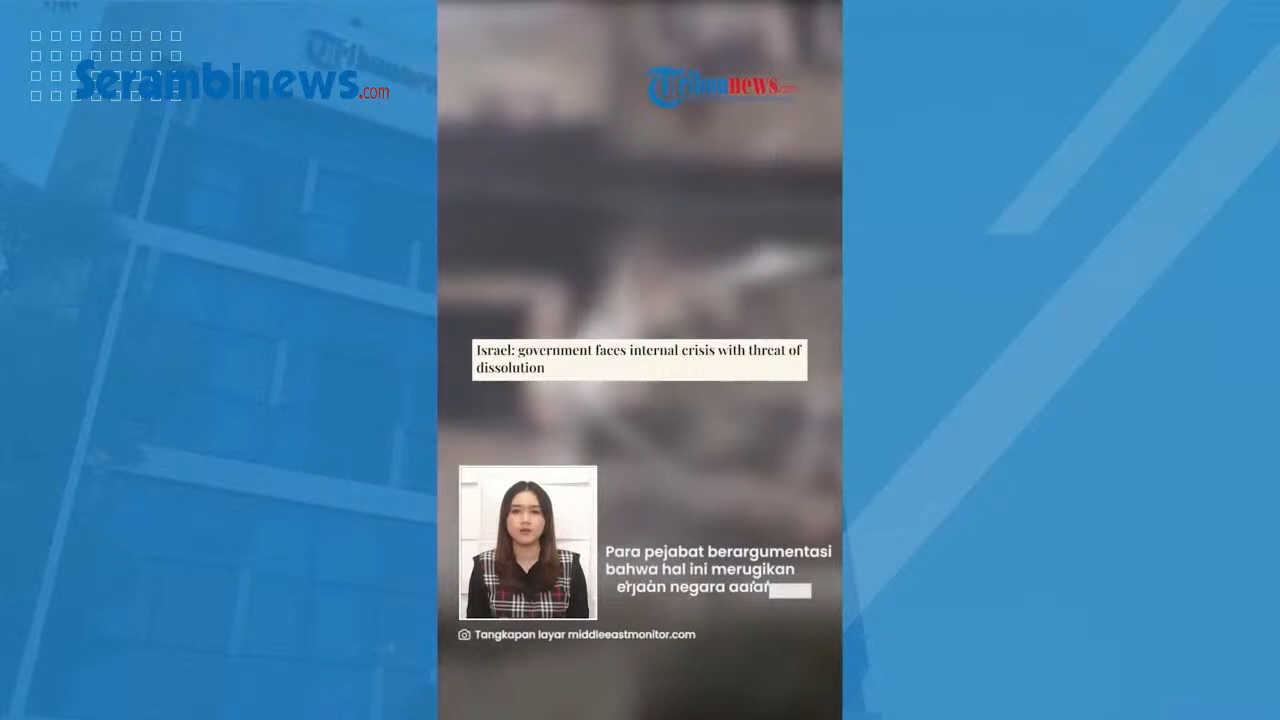 Serambinews.com
Tribunnews.com
Israel: government faces internal crisis with threat of
dissolution
Para pejabat berargumentasi
bahwa hal ini merugikan
negara
Tangkapan layar middleeastmonitor.com